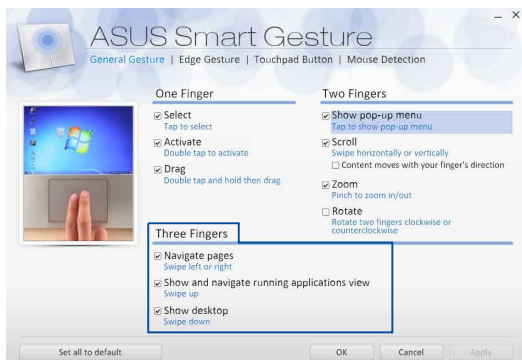 ASUS Smart Gesture
General Gesture | Edge Gesture | Touchpad Button | Mouse Detection
One Finger
Select
Tap to select
Activate
Double tap to activate
Drag
Double tap and hold then drag
Two Fingers
Show pop-up menu
Tap to show pop-up menu
Scroll
Swipe horizontally or vertically
Content moves with your finger's direction
Zoom
Pinch to zoom in/out
Rotate
Rotate two fingers clockwise or
counterclockwise
Three Fingers
Navigate pages
Swipe left or right
Show and navigate running applications view
Swipe up
Show desktop
Swipe down
Set all to default
OK
Cancel
Apply